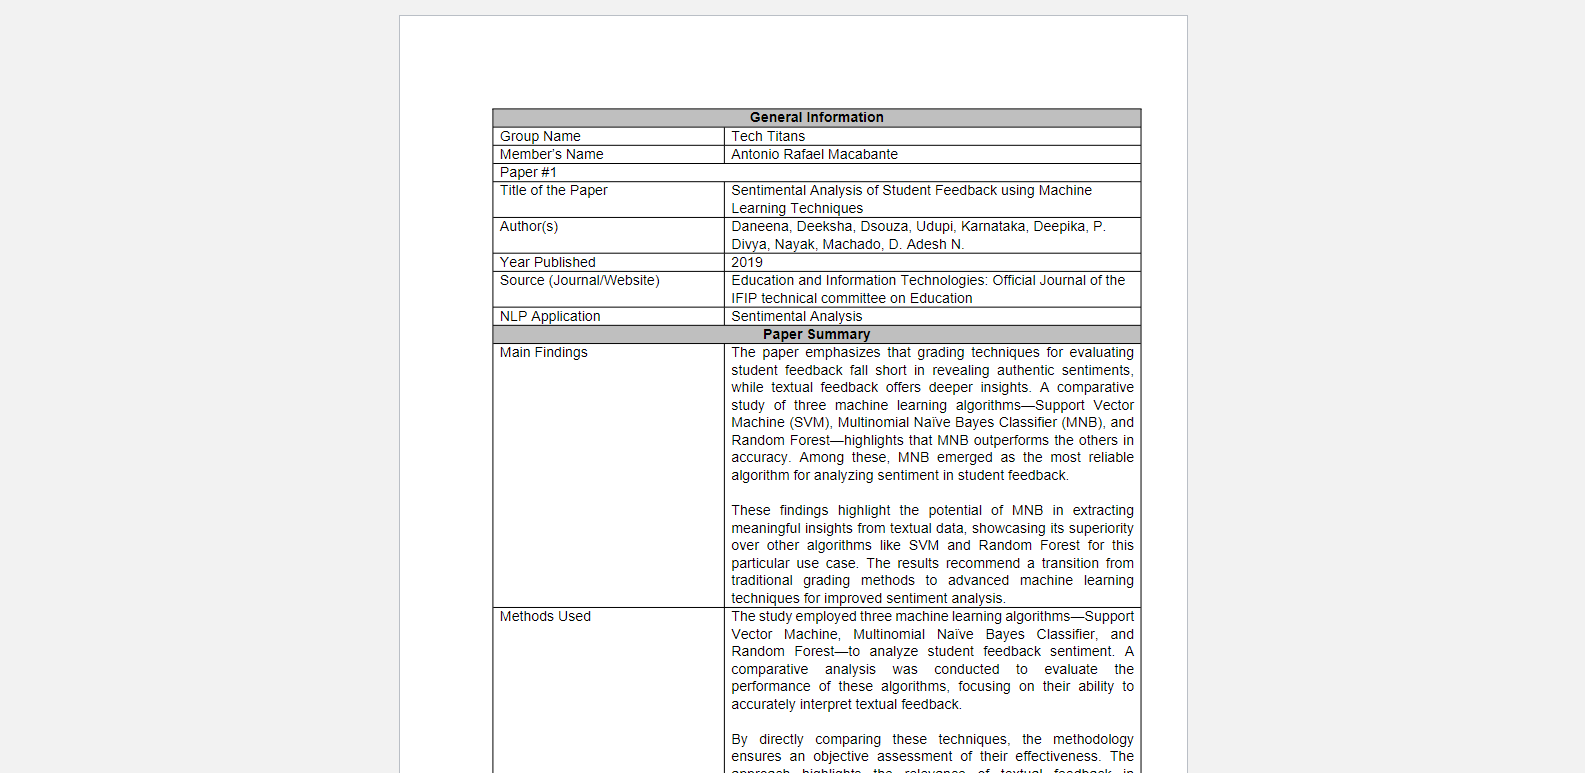 General Information
Group Name Tech Titans
Member's Name Antonio Rafael Macabante
Paper #1
Title of the Paper Sentimental Analysis of Student Feedback using Machine
Learning Techniques
Author(s) Daneena, Deeksha, Dsouza, Udupi, Karnataka, Deepika, P.
Divya, Nayak, Machado, D. Adesh N.
Year Published 2019
Source (Journal/Website) Education and Information Technologies: Official Journal of the
IFIP technical committee on Education
NLP Application Sentimental Analysis
Paper Summary
Main Findings The paper emphasizes that grading techniques for evaluating
student feedback fall short in revealing authentic sentiments,
while textual feedback offers deeper insights. A comparative
study of three machine learning algorithms—Support Vector
Machine (SVM), Multinomial Naïve Bayes Classifier (MNB), and
Random Forest—highlights that MNB outperforms the others in
accuracy. Among these, MNB emerged as the most reliable
algorithm for analyzing sentiment in student feedback.
These findings highlight the potential of MNB in extracting
meaningful insights from textual data, showcasing its superiority
over other algorithms like SVM and Random Forest for this
particular use case. The results recommend a transition from
traditional grading methods to advanced machine learning
techniques for improved sentiment analysis.
Methods Used The study employed three machine learning algorithms—Support
Vector Machine, Multinomial Naïve Bayes Classifier, and
Random Forest—to analyze student feedback sentiment. A
comparative analysis was conducted to evaluate the
performance of these algorithms, focusing on their ability to
accurately interpret textual feedback.
By directly comparing these techniques, the methodology
ensures an objective assessment of their effectiveness. The
approach highlights the relevance of textual feedback in